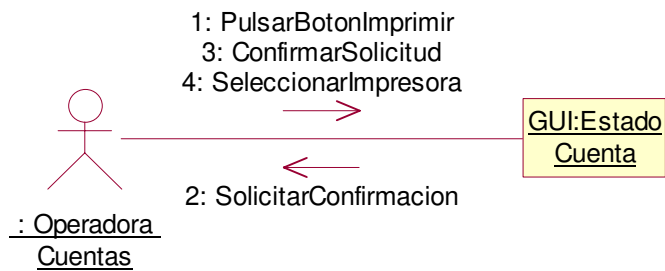 1: PulsarBotonImprimir
3: ConfirmarSolicitud
4: SeleccionarImpresora
GUI:Estado
Cuenta
2: SolicitarConfirmacion
: Operadora
Cuentas